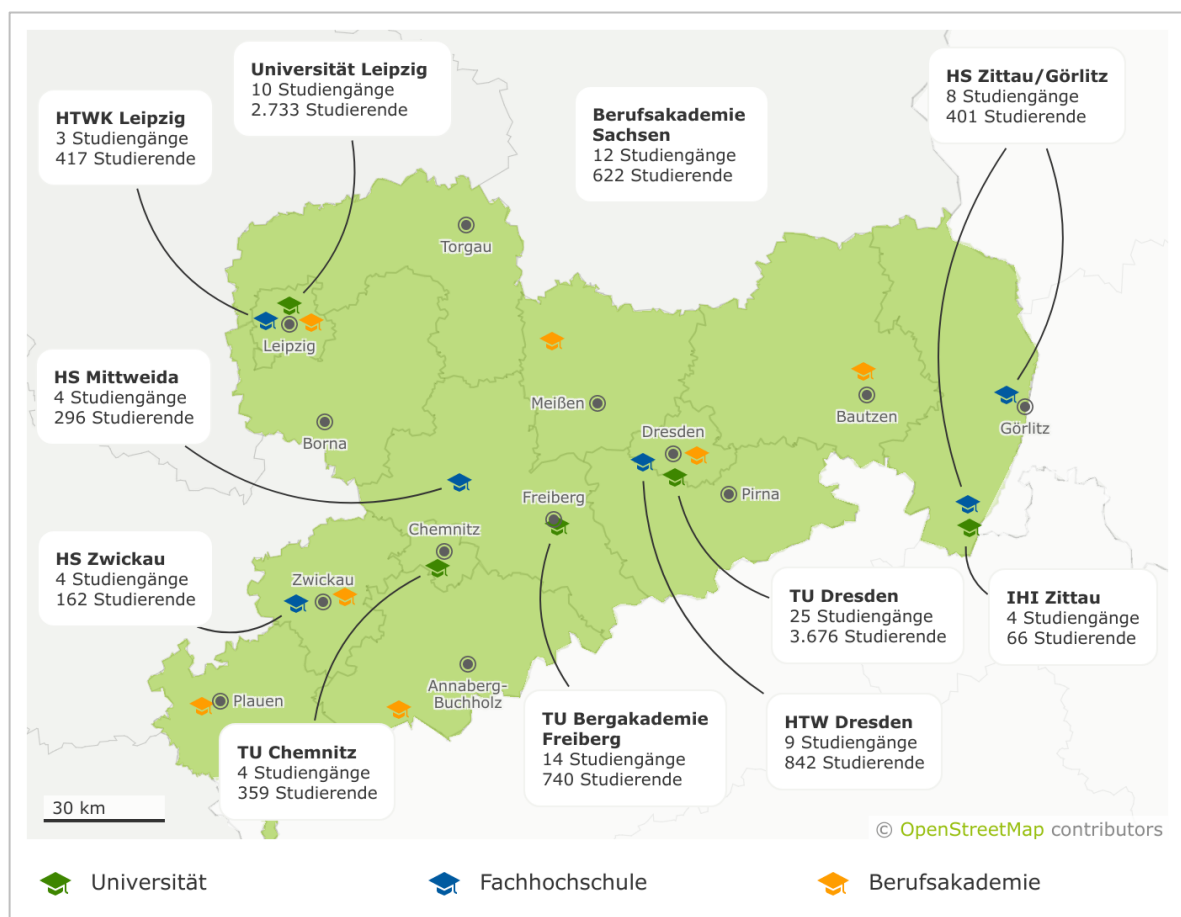 Universität Leipzig
10 Studiengänge
2.733 Studierende
HS Zittau/Görlitz
8 Studiengänge
401 Studierende
HTWK Leipzig
3 Studiengänge
417 Studierende
Berufsakademie
Sachsen
12 Studiengänge
622 Studierende
Torgau
Leipzig
HS Mittweida
4 Studiengänge
296 Studierende
Meißen
Bautzen
Görlitz
Borna
Dresden
Pirna
Freiberg
Chemnitz
HS Zwickau
4 Studiengänge
162 Studierende
Zwickau
TU Dresden
25 Studiengänge
3.676 Studierende
IHI Zittau
4 Studiengänge
66 Studierende
Annaberg-
Buchholz
Plauen
TU Chemnitz
4 Studiengänge
359 Studierende
TU Bergakademie
Freiberg
14 Studiengänge
740 Studierende
HTW Dresden
9 Studiengänge
842 Studierende
30 km
© OpenStreetMap contributors
Universität
Fachhochschule
Berufsakademie